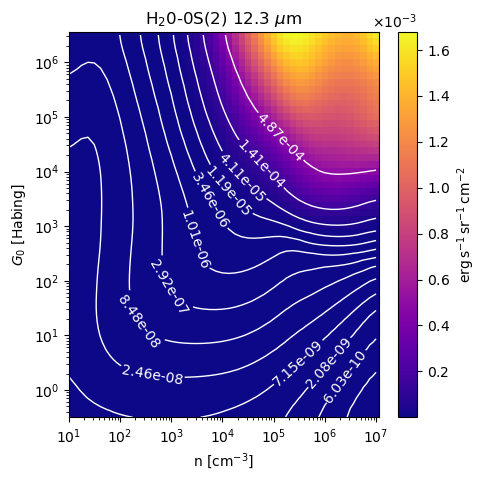 H₂0-0S(2) 12.3 μm
×10⁻³
10⁶
10⁵
10⁴
10³
10²
10¹
10⁰
G₀ [Habing]
10¹ 10² 10³ 10⁴ 10⁵ 10⁶ 10⁷
n [cm⁻³]
4.87e-04
1.41e-04
4.11e-05
1.19e-05
3.46e-06
1.01e-06
2.92e-07
8.48e-08
2.46e-08
7.15e-09
2.08e-09
6.03e-10
1.6
1.4
1.2
1.0
0.8
0.6
0.4
0.2
erg s⁻¹ sr⁻¹ cm⁻²